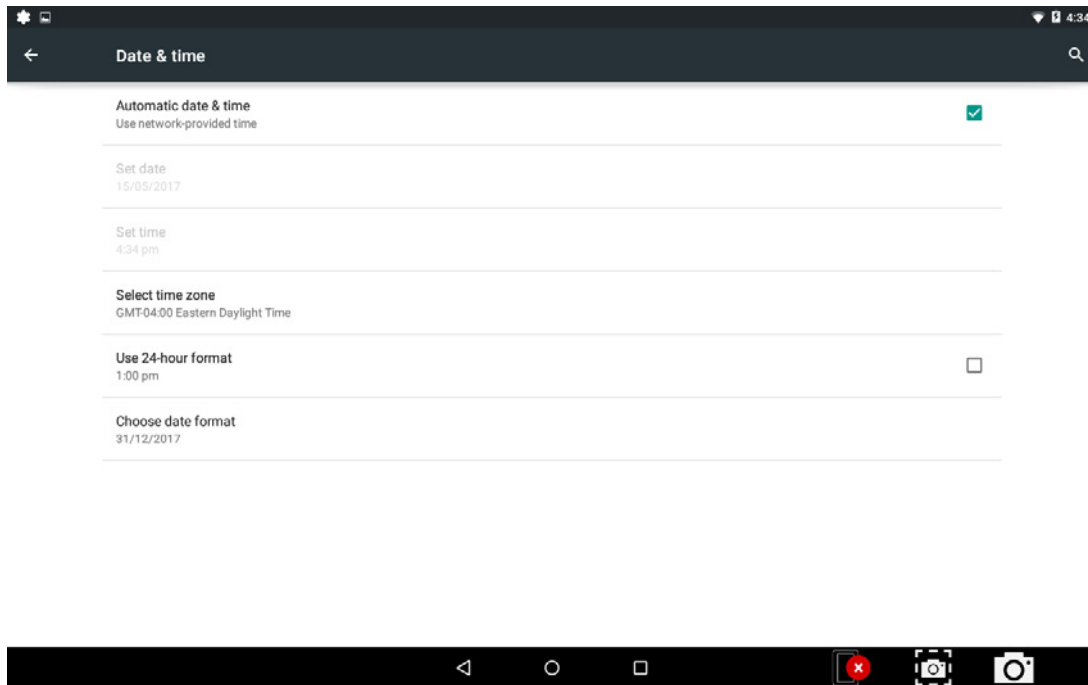 4:34
Date & time
Automatic date & time
Use network-provided time
Set date
15/05/2017
Set time
4:34 pm
Select time zone
GMT-04:00 Eastern Daylight Time
Use 24-hour format
1:00 pm
Choose date format
31/12/2017